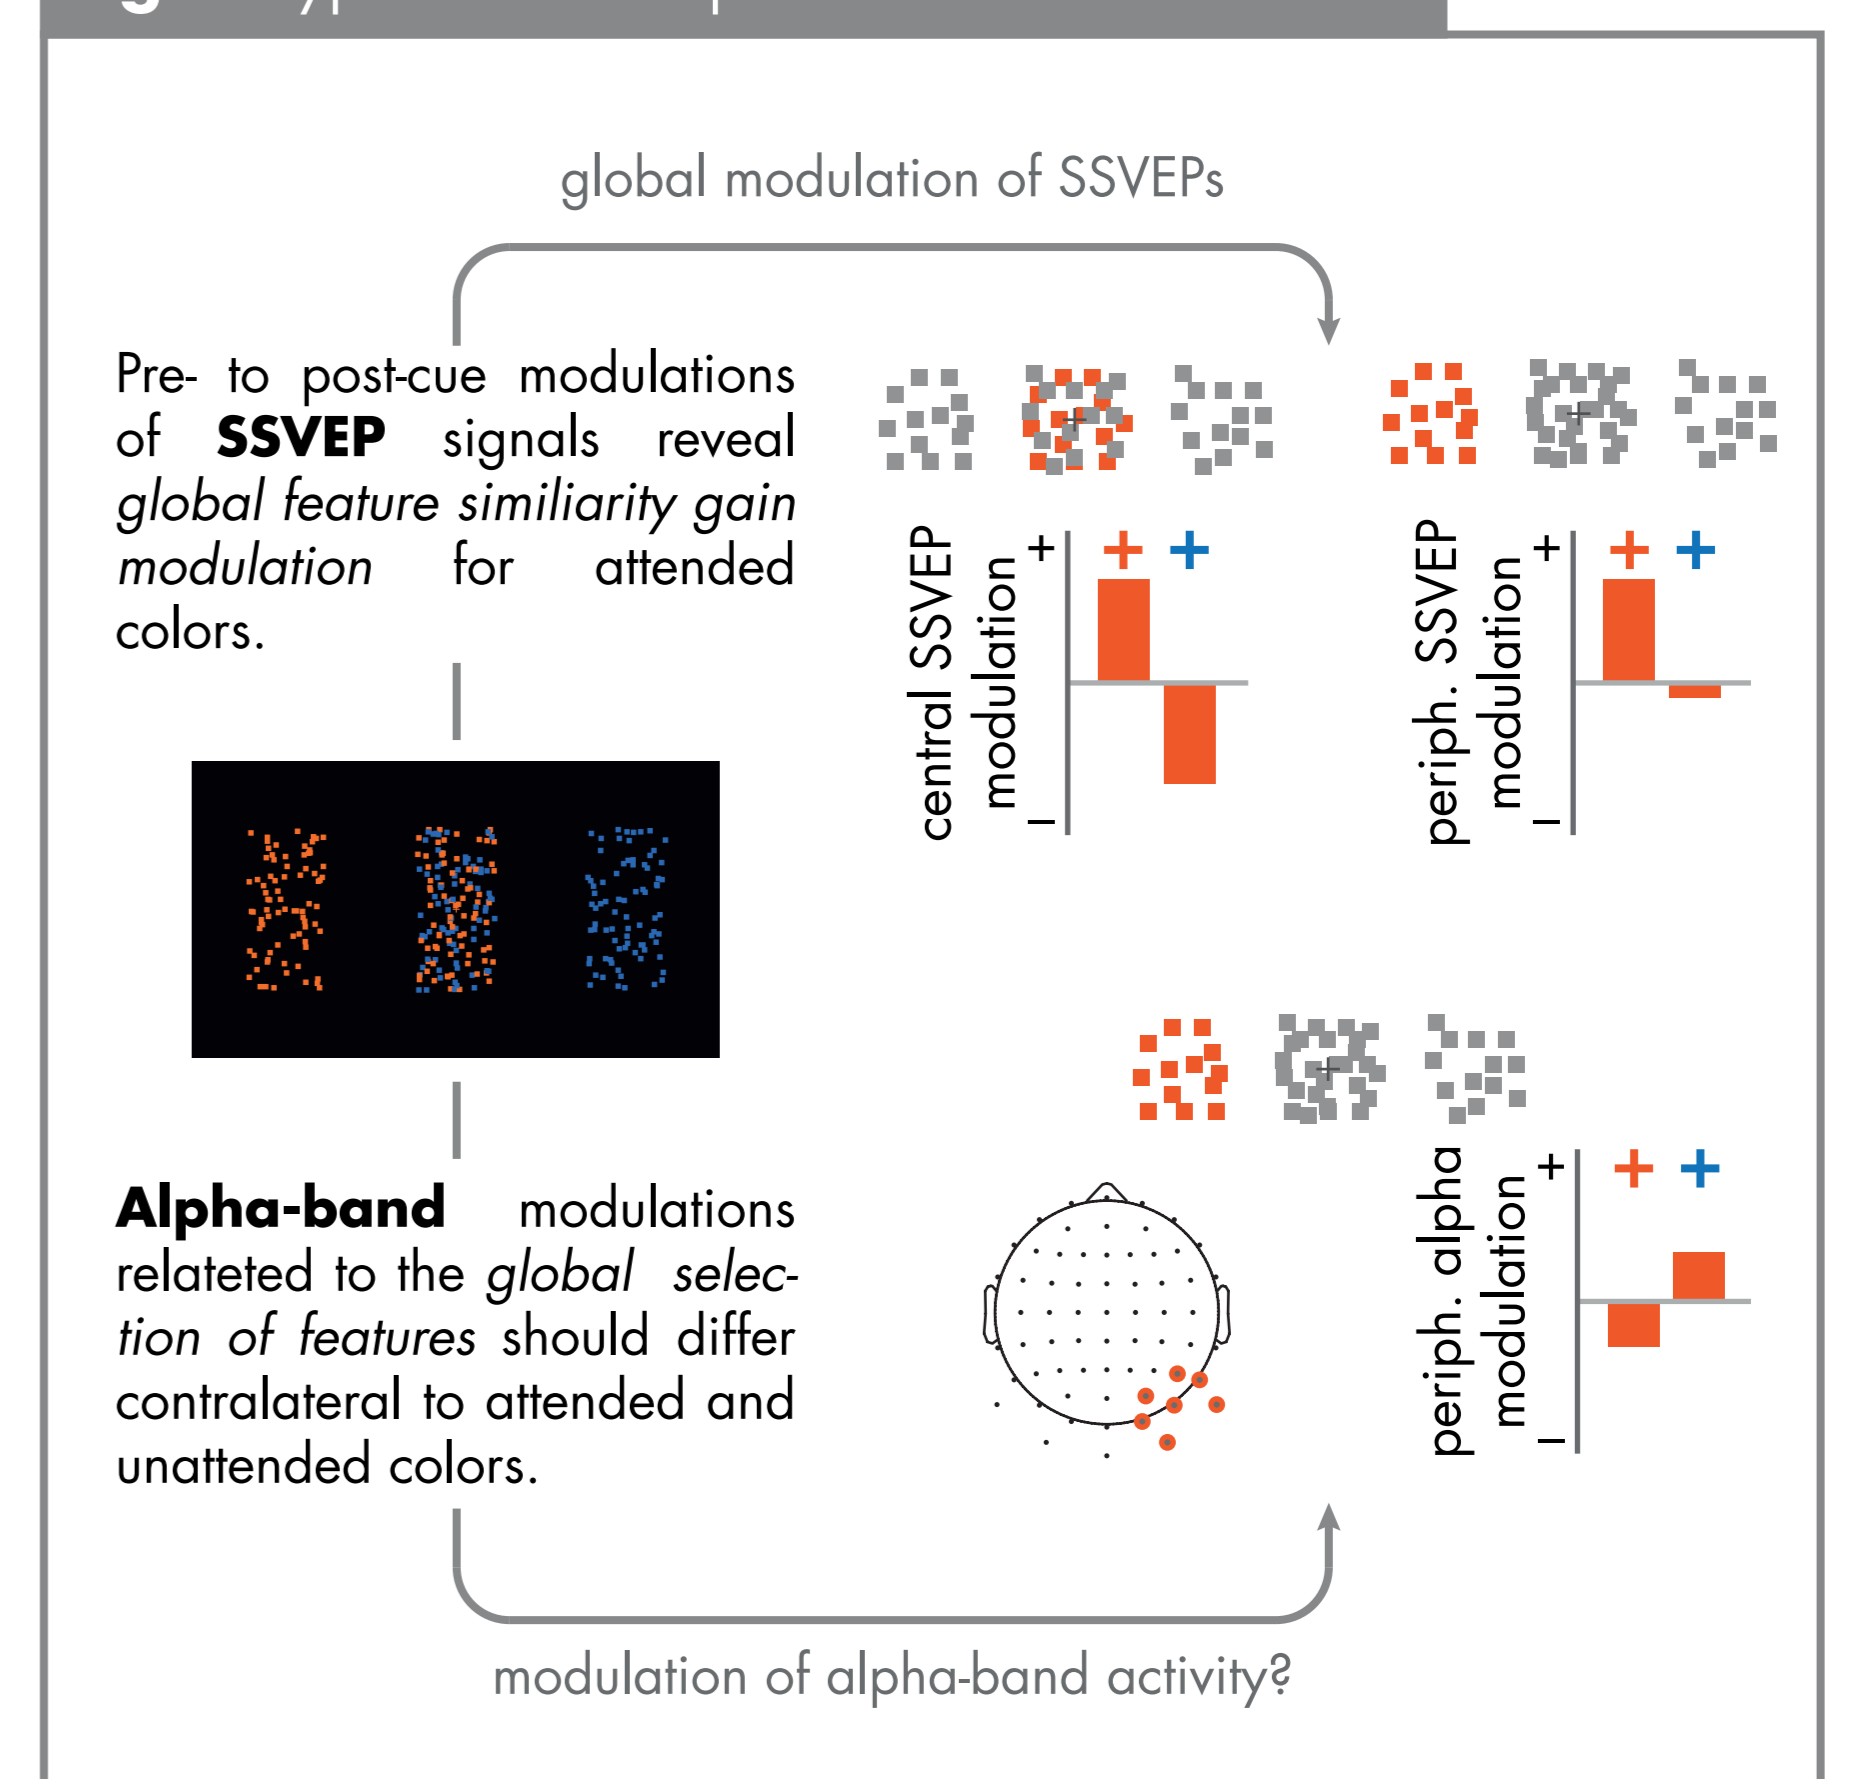 global modulation of SSVEPs
Pre- to post-cue modulations
of SSVEP signals reveal
global feature similiarity gain
modulation for attended
colors.
central SSVEP
modulation
+
+ +
–
periph. SSVEP
modulation
+
+ +
–
Alpha-band modulations
relateted to the global selec-
tion of features should differ
contralateral to attended and
unattended colors.
periph. alpha
modulation
+
+ +
–
modulation of alpha-band activity?